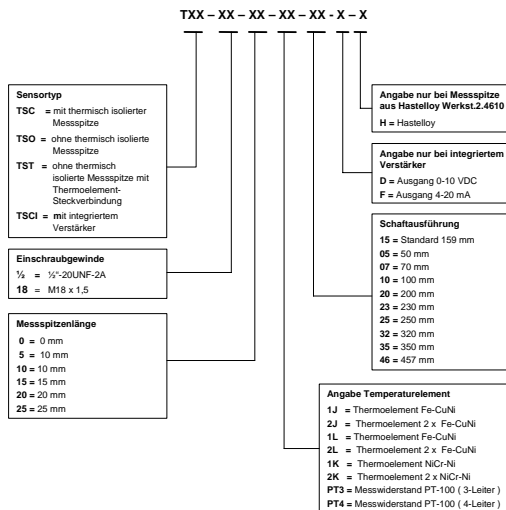 TXX – XX – XX – XX – XX - X – X
Sensortyp
TSC = mit thermisch isolierter
Messspitze
TSO = ohne thermisch isolierte
Messspitze
TST = ohne thermisch
isolierte Messspitze mit
Thermoelement-
Steckverbindung
TSCI = mit integriertem
Verstärker
Einschraubgewinde
½ = ½"-20UNF-2A
18 = M18 x 1,5
Messspitzenlänge
0 = 0 mm
5 = 10 mm
10 = 10 mm
15 = 15 mm
20 = 20 mm
25 = 25 mm
Angabe nur bei Messspitze
aus Hastelloy Werkst.2.4610
H = Hastelloy
Angabe nur bei integriertem
Verstärker
D = Ausgang 0-10 VDC
F = Ausgang 4-20 mA
Schaftausführung
15 = Standard 159 mm
05 = 50 mm
07 = 70 mm
10 = 100 mm
20 = 200 mm
23 = 230 mm
25 = 250 mm
32 = 320 mm
35 = 350 mm
46 = 457 mm
Angabe Temperaturelement
1J = Thermoelement Fe-CuNi
2J = Thermoelement 2 x Fe-CuNi
1L = Thermoelement Fe-CuNi
2L = Thermoelement 2 x Fe-CuNi
1K = Thermoelement NiCr-Ni
2K = Thermoelement 2 x NiCr-Ni
PT3 = Messwiderstand PT-100 ( 3-Leiter )
PT4 = Messwiderstand PT-100 ( 4-Leiter )